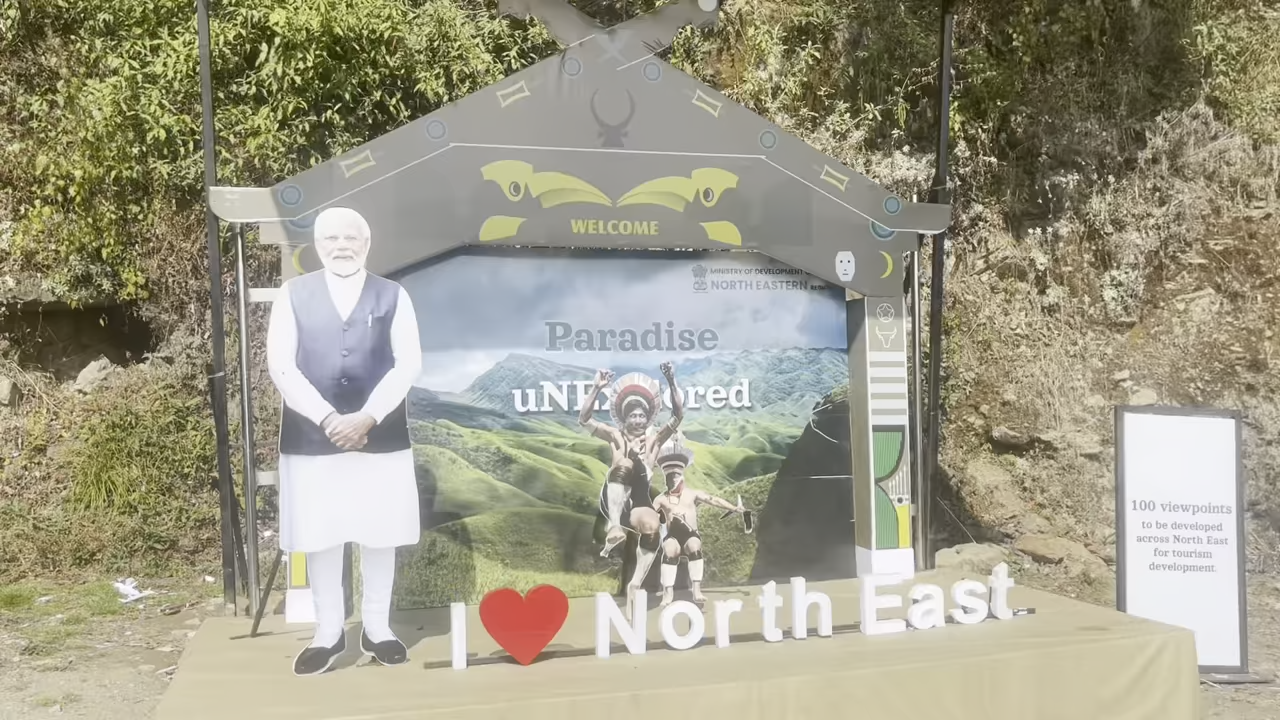 WELCOME
MINISTRY OF DEVELOPMENT
NORTH EASTERN
Paradise
I North East
100 viewpoints
to be developed
across North East
for tourism
development